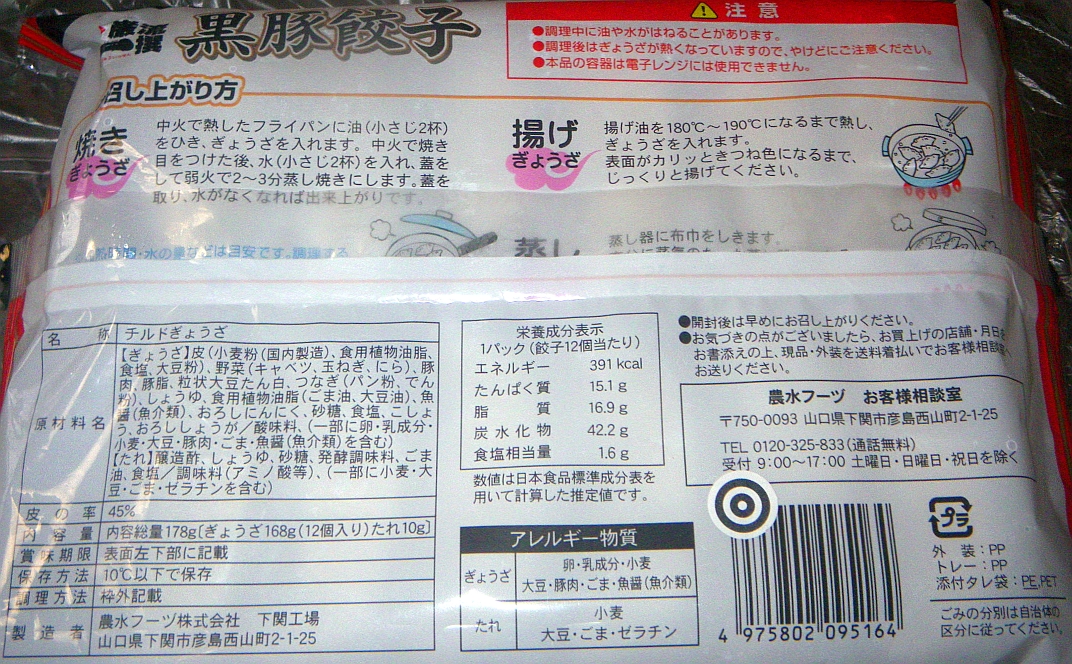 厳流
一撰
黒豚餃子
注意
●調理中に油や水がはねることがあります。
●調理後はぎょうざが熱くなっていますので、やけどにご注意ください。
●本品の容器は電子レンジには使用できません。
召し上がり方
焼き
ぎょうざ
中火で熱したフライパンに油(小さじ2杯)
をひき、ぎょうざを入れます。中火で焼き
目をつけた後、水(小さじ2杯)を入れ、蓋を
して弱火で2〜3分蒸し焼きにします。蓋を
取り、水がなくなれば出来上がりです。
・水の量などは目安です。調理する
揚げ
ぎょうざ
揚げ油を180℃〜190℃になるまで熱し、
ぎょうざを入れます。
表面がカリッときつね色になるまで、
じっくりと揚げてください。
蒸し
蒸し器に布巾をしきます。
名称 チルドぎょうざ
原材料名
【ぎょうざ】皮(小麦粉(国内製造)、食用植物油脂、
食塩、大豆粉)、野菜(キャベツ、玉ねぎ、にら)、豚
肉、豚脂、粒状大豆たん白、つなぎ(パン粉、でん
粉)、しょうゆ、食用植物油脂(ごま油、大豆油)、魚
醤(魚介類)、おろしにんにく、砂糖、食塩、こしょ
う、おろししょうが/酸味料、(一部に卵・乳成分・
小麦・大豆・豚肉・ごま・魚醤(魚介類)を含む)
【たれ】醸造酢、しょうゆ、砂糖、発酵調味料、ごま
油、食塩/調味料(アミノ酸等)、(一部に小麦・大
豆・ごま・ゼラチンを含む)
皮の率 45%
内容量 内容総量178g[ぎょうざ168g(12個入り)たれ10g]
賞味期限 表面左下部に記載
保存方法 10℃以下で保存
調理方法 枠外記載
製造者 農水フーヅ株式会社 下関工場
山口県下関市彦島西山町2-1-25
栄養成分表示
1パック(餃子12個当たり)
エネルギー 391kcal
たんぱく質 15.1g
脂質 16.9g
炭水化物 42.2g
食塩相当量 1.6g
数値は日本食品標準成分表を
用いて計算した推定値です。
アレルギー物質
ぎょうざ 卵・乳成分・小麦
大豆・豚肉・ごま・魚醤(魚介類)
たれ 小麦
大豆・ごま・ゼラチン
●開封後は早めにお召し上がりください。
●お気づきの点がございましたら、お買上げの店舗・月日を
お書添えの上、現品・外装を送料着払いでお客様相談室へ
お送りください。
農水フーヅ お客様相談室
〒750-0093 山口県下関市彦島西山町2-1-25
TEL 0120-325-833(通話無料)
受付 9:00〜17:00 土曜日・日曜日・祝日を除く
4 975802 095164
プラ
外装:PP
トレー:PP
添付タレ袋:PE,PET
ごみの分別は自治体の
区分に従ってください。